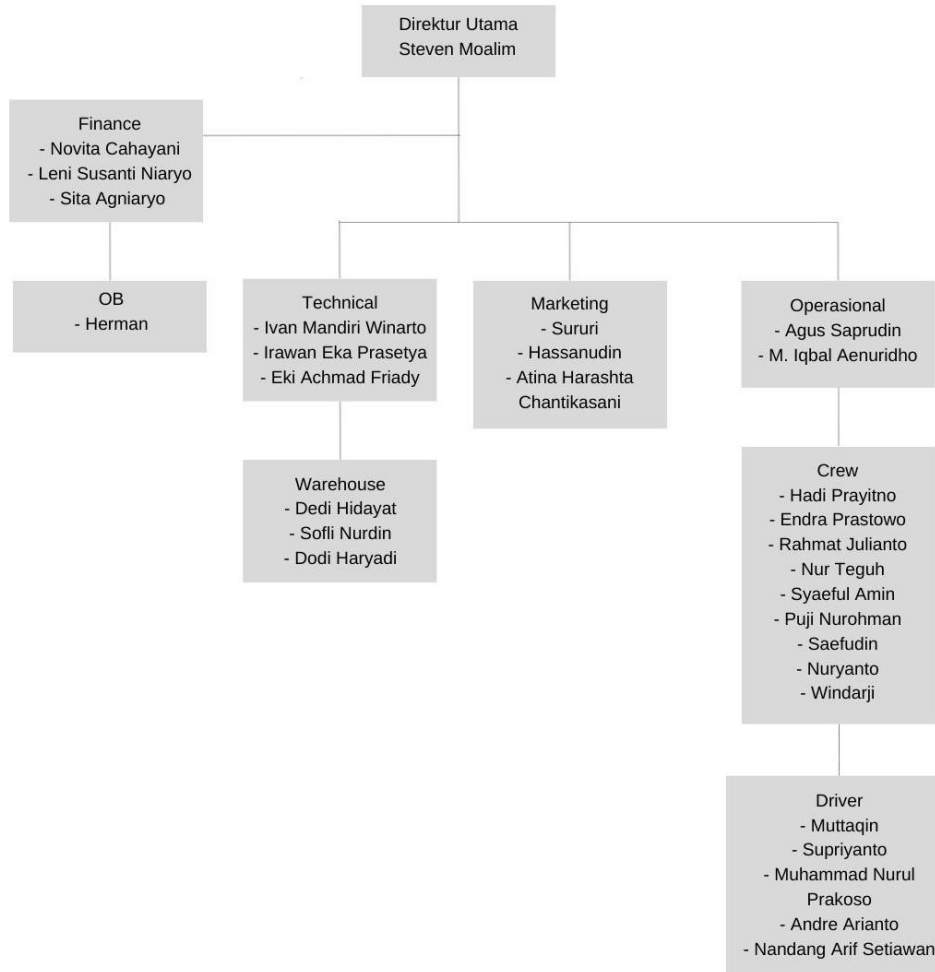 Direktur Utama
Steven Moalim
Finance
- Novita Cahayani
- Leni Susanti Niaryo
- Sita Agniaryo
OB
- Herman
Technical
- Ivan Mandiri Winarto
- Irawan Eka Prasetya
- Eki Achmad Friady
Marketing
- Sururi
- Hassanudin
- Atina Harashta
Chantikasani
Operasional
- Agus Saprudin
- M. Iqbal Aenuridho
Warehouse
- Dedi Hidayat
- Sofli Nurdin
- Dodi Haryadi
Crew
- Hadi Prayitno
- Endra Prastowo
- Rahmat Julianto
- Nur Teguh
- Syaeful Amin
- Puji Nurohman
- Saefudin
- Nuryanto
- Windarji
Driver
- Muttaqin
- Supriyanto
- Muhammad Nurul
Prakoso
- Andre Arianto
- Nandang Arif Setiawan